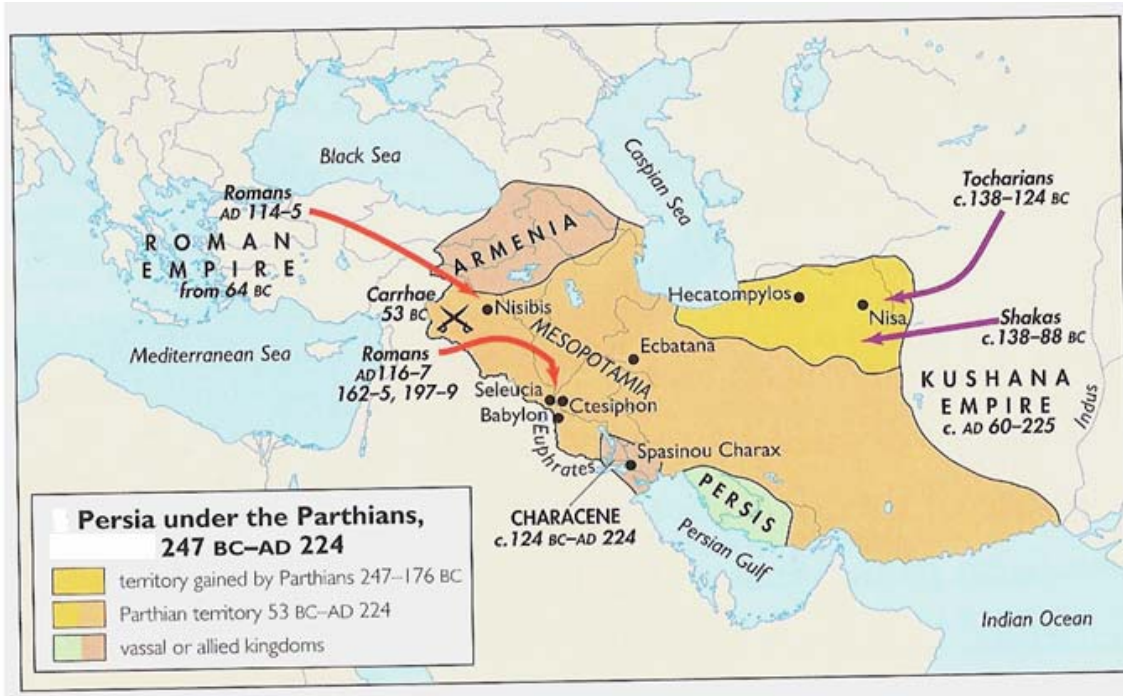 Black Sea
Caspian Sea
Romans
AD 114–5
Tocharians
c.138–124 BC
ROMAN
EMPIRE
from 64 BC
ARMENIA
Carrhae
53 BC
Nisibis
Hecatompylos
Nisa
Shakas
c.138–88 BC
Mediterranean Sea
MESOPOTAMIA
Romans
AD 116–7
162–5, 197–9
Ecbatana
Seleucia
Ctesiphon
Babylon
Euphrates
KUSHANA
EMPIRE
c. AD 60–225
Indus
Spasinou Charax
CHARACENE
c.124 BC–AD 224
PERSIS
Persian Gulf
Indian Ocean
Persia under the Parthians,
247 BC–AD 224
territory gained by Parthians 247–176 BC
Parthian territory 53 BC–AD 224
vassal or allied kingdoms